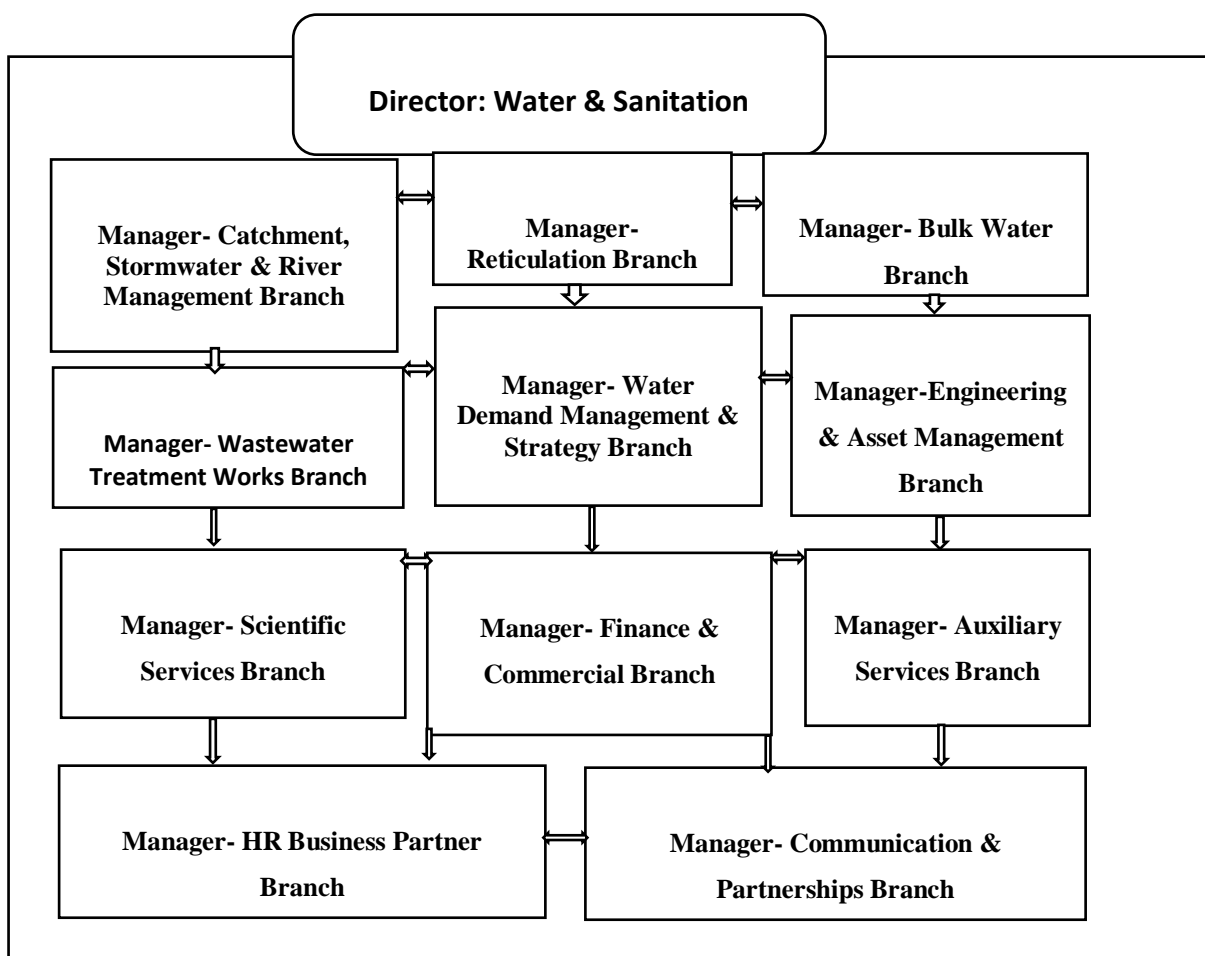 Director: Water & Sanitation
Manager- Catchment,
Stormwater & River
Management Branch
Manager-
Reticulation Branch
Manager- Bulk Water
Branch
Manager- Wastewater
Treatment Works Branch
Manager- Water
Demand Management &
Strategy Branch
Manager-Engineering
& Asset Management
Branch
Manager- Scientific
Services Branch
Manager- Finance &
Commercial Branch
Manager- Auxiliary
Services Branch
Manager- HR Business Partner
Branch
Manager- Communication &
Partnerships Branch